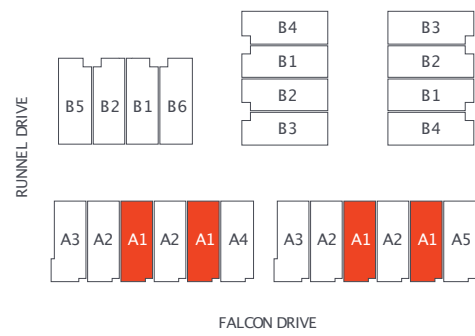 B4
B3
B1
B2
B2
B1
B3
B4
B5 B2 B1 B6
RUNNEL DRIVE
A3 A2 A1 A2 A1 A4
A3 A2 A1 A2 A1 A5
FALCON DRIVE